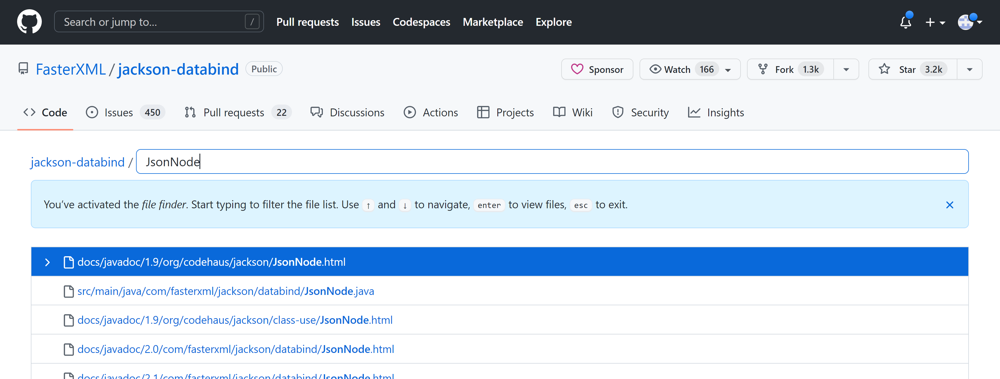 Search or jump to... /
Pull requests Issues Codespaces Marketplace Explore
FasterXML / jackson-databind Public
Sponsor Watch 166 Fork 1.3k Star 3.2k
Code Issues 450 Pull requests 22 Discussions Actions Projects Wiki Security Insights
jackson-databind / JsonNode
You’ve activated the file finder. Start typing to filter the file list. Use ↑ and ↓ to navigate, enter to view files, esc to exit.
docs/javadoc/1.9/org/codehaus/jackson/JsonNode.html
src/main/java/com/fasterxml/jackson/databind/JsonNode.java
docs/javadoc/1.9/org/codehaus/jackson/class-use/JsonNode.html
docs/javadoc/2.0/com/fasterxml/jackson/databind/JsonNode.html
docs/javadoc/2.1/com/fasterxml/jackson/databind/JsonNode.html